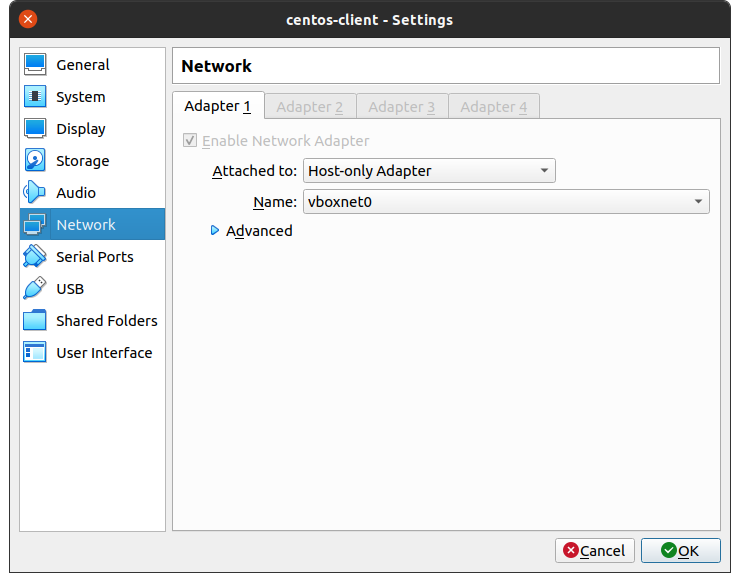 centos-client - Settings
General
System
Display
Storage
Audio
Network
Serial Ports
USB
Shared Folders
User Interface
Network
Adapter 1 Adapter 2 Adapter 3 Adapter 4
Enable Network Adapter
Attached to: Host-only Adapter
Name: vboxnet0
Advanced
Cancel OK